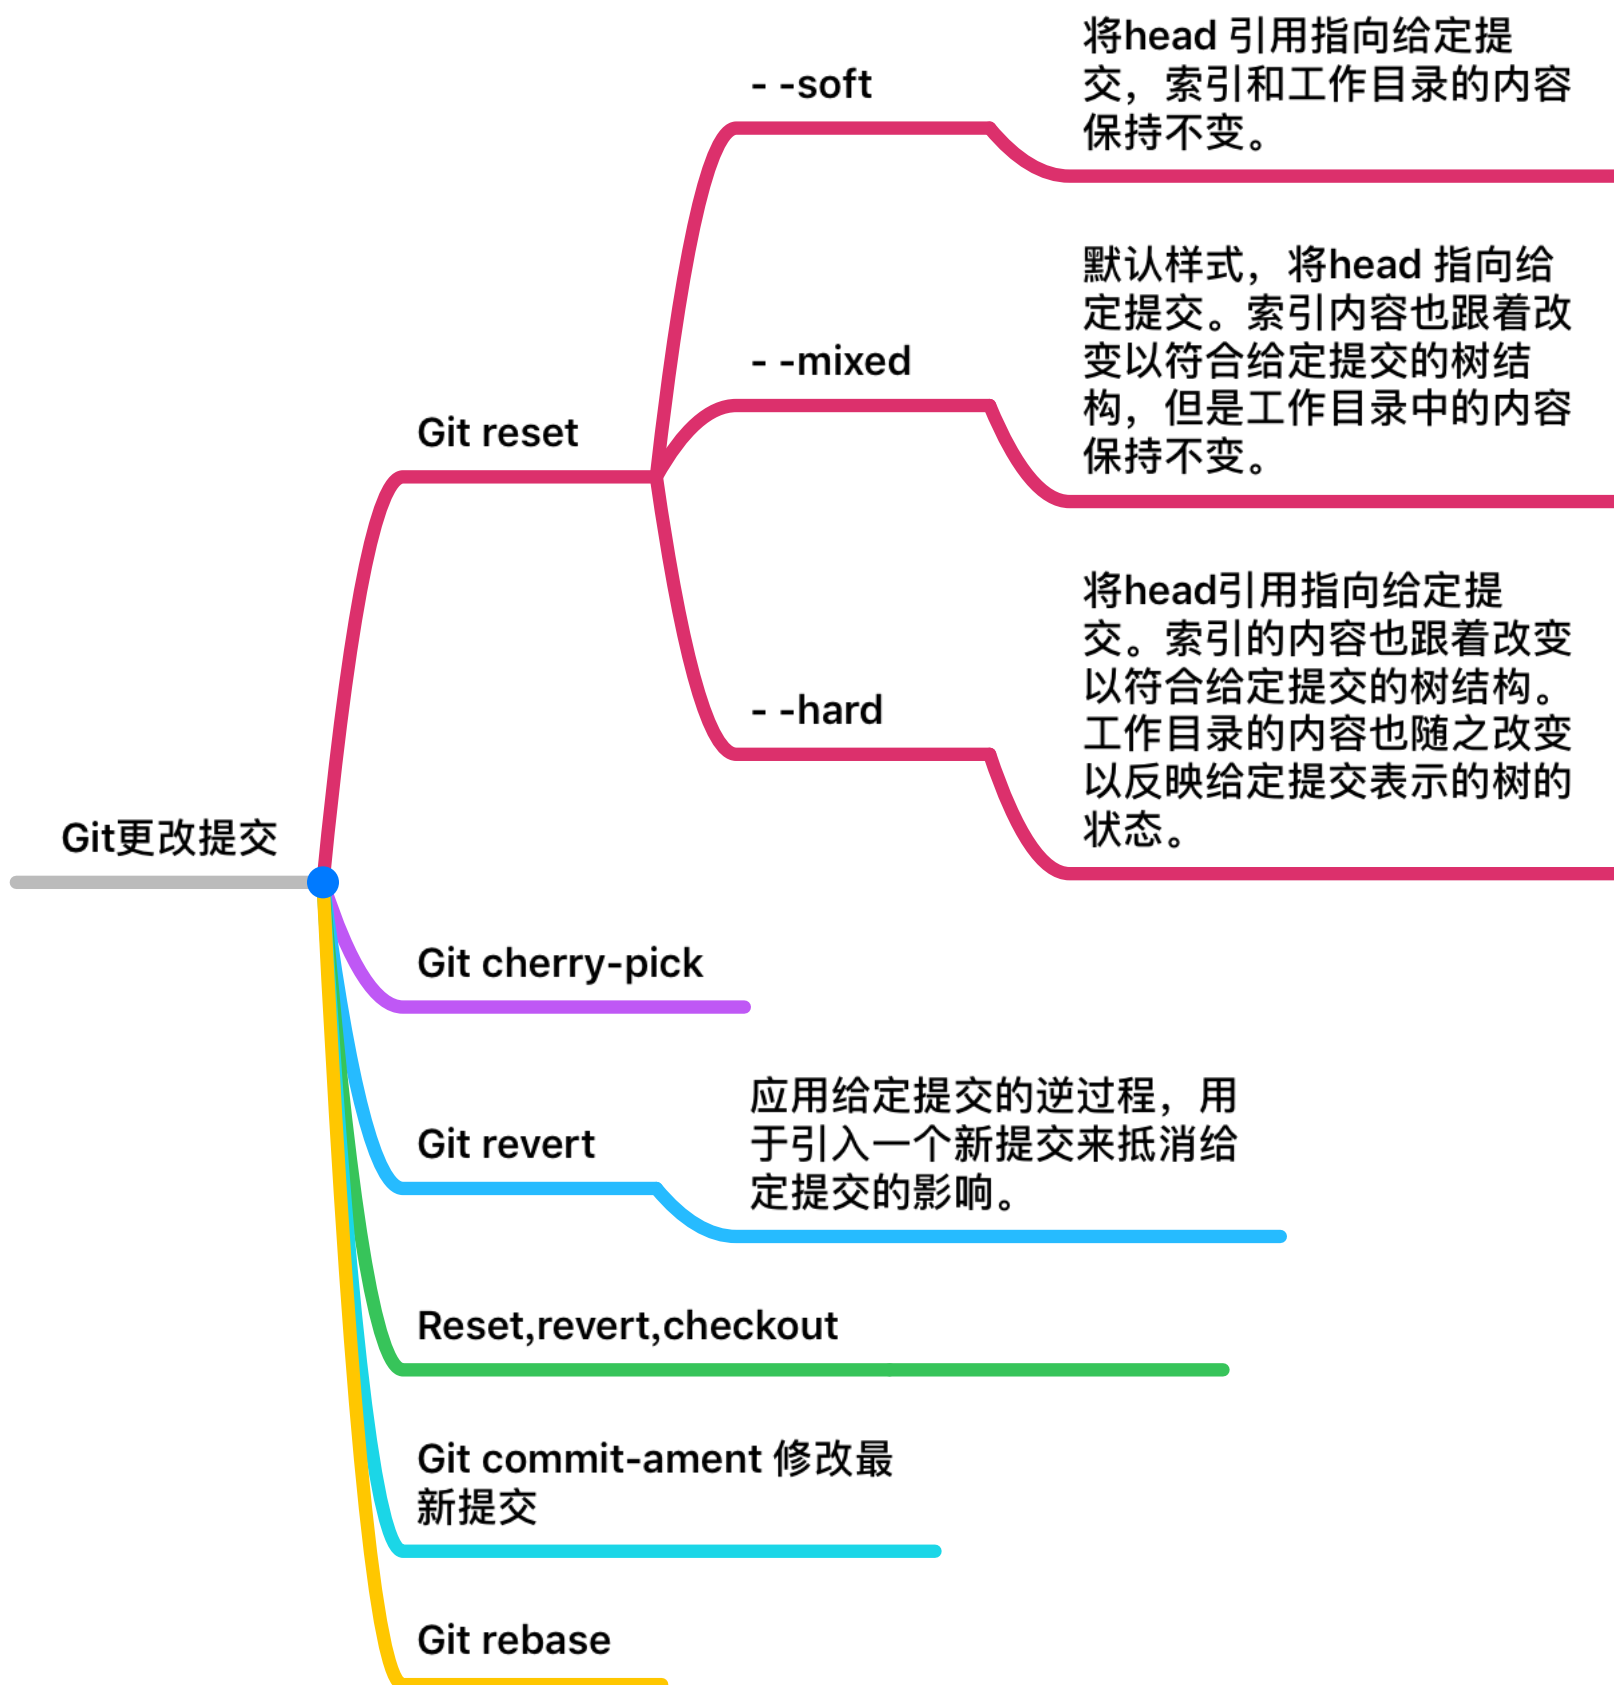 Git更改提交
Git reset
- -soft
将head 引用指向给定提
交，索引和工作目录的内容
保持不变。
- -mixed
默认样式，将head 指向给
定提交。索引内容也跟着改
变以符合给定提交的树结
构，但是工作目录中的内容
保持不变。
- -hard
将head引用指向给定提
交。索引的内容也跟着改变
以符合给定提交的树结构。
工作目录的内容也随之改变
以反映给定提交表示的树的
状态。
Git cherry-pick
Git revert
应用给定提交的逆过程，用
于引入一个新提交来抵消给
定提交的影响。
Reset,revert,checkout
Git commit-ament 修改最
新提交
Git rebase